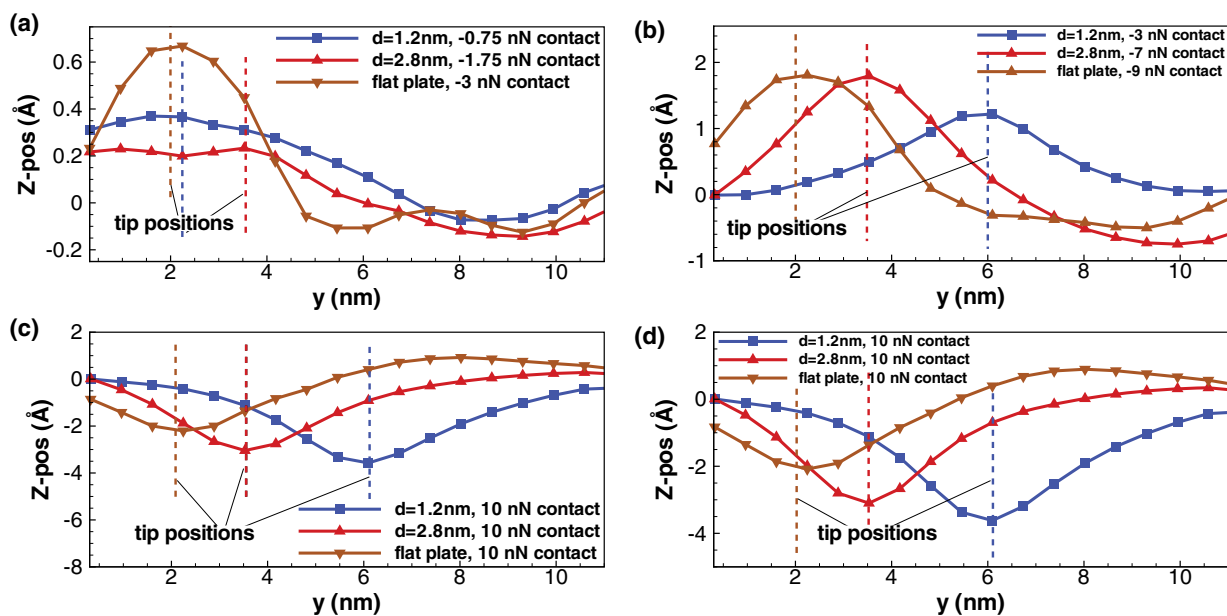 (a)
d=1.2nm, -0.75 nN contact
d=2.8nm, -1.75 nN contact
flat plate, -3 nN contact
0.6
0.4
0.2
0
-0.2
Z-pos (Å)
tip positions
2
4
6
8
10
y (nm)
(b)
d=1.2nm, -3 nN contact
d=2.8nm, -7 nN contact
flat plate, -9 nN contact
2
1
0
-1
Z-pos (Å)
tip positions
0
2
4
6
8
10
y (nm)
(c)
2
0
-2
-4
-6
-8
Z-pos (Å)
tip positions
d=1.2nm, 10 nN contact
d=2.8nm, 10 nN contact
flat plate, 10 nN contact
2
4
6
8
10
y (nm)
(d)
d=1.2nm, 10 nN contact
d=2.8nm, 10 nN contact
flat plate, 10 nN contact
2
0
-2
-4
Z-pos (Å)
tip positions
2
4
6
8
10
y (nm)